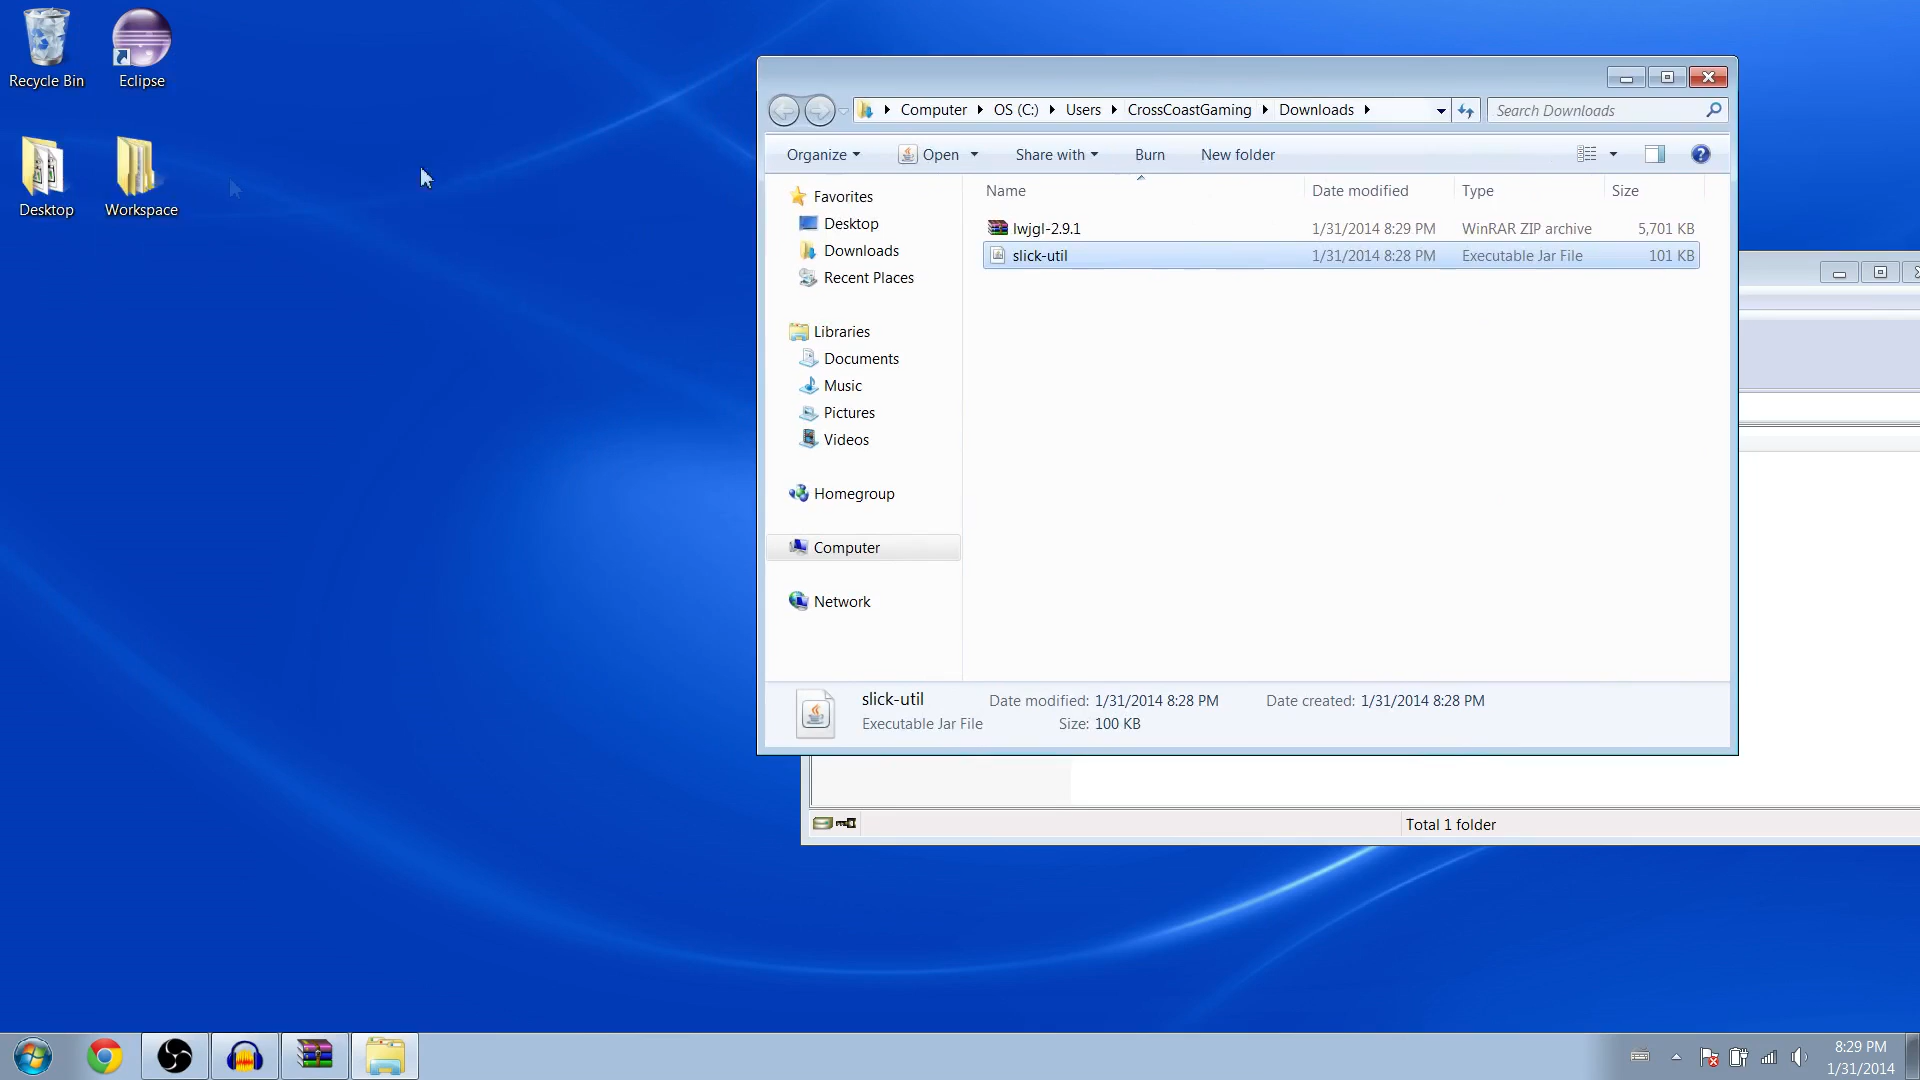 Recycle Bin
Eclipse
Desktop
Workspace
Computer
OS (C:)
Users
CrossCoastGaming
Downloads
Search Downloads
Organize
Open
Share with
Burn
New folder
Favorites
Desktop
Downloads
Recent Places
Libraries
Documents
Music
Pictures
Videos
Homegroup
Computer
Network
Name Date modified Type Size
lwjgl-2.9.1 1/31/2014 8:29 PM WinRAR ZIP archive 5,701 KB
slick-util 1/31/2014 8:28 PM Executable Jar File 101 KB
slick-util Date modified: 1/31/2014 8:28 PM Date created: 1/31/2014 8:28 PM
Executable Jar File Size: 100 KB
Total 1 folder
8:29 PM
1/31/2014